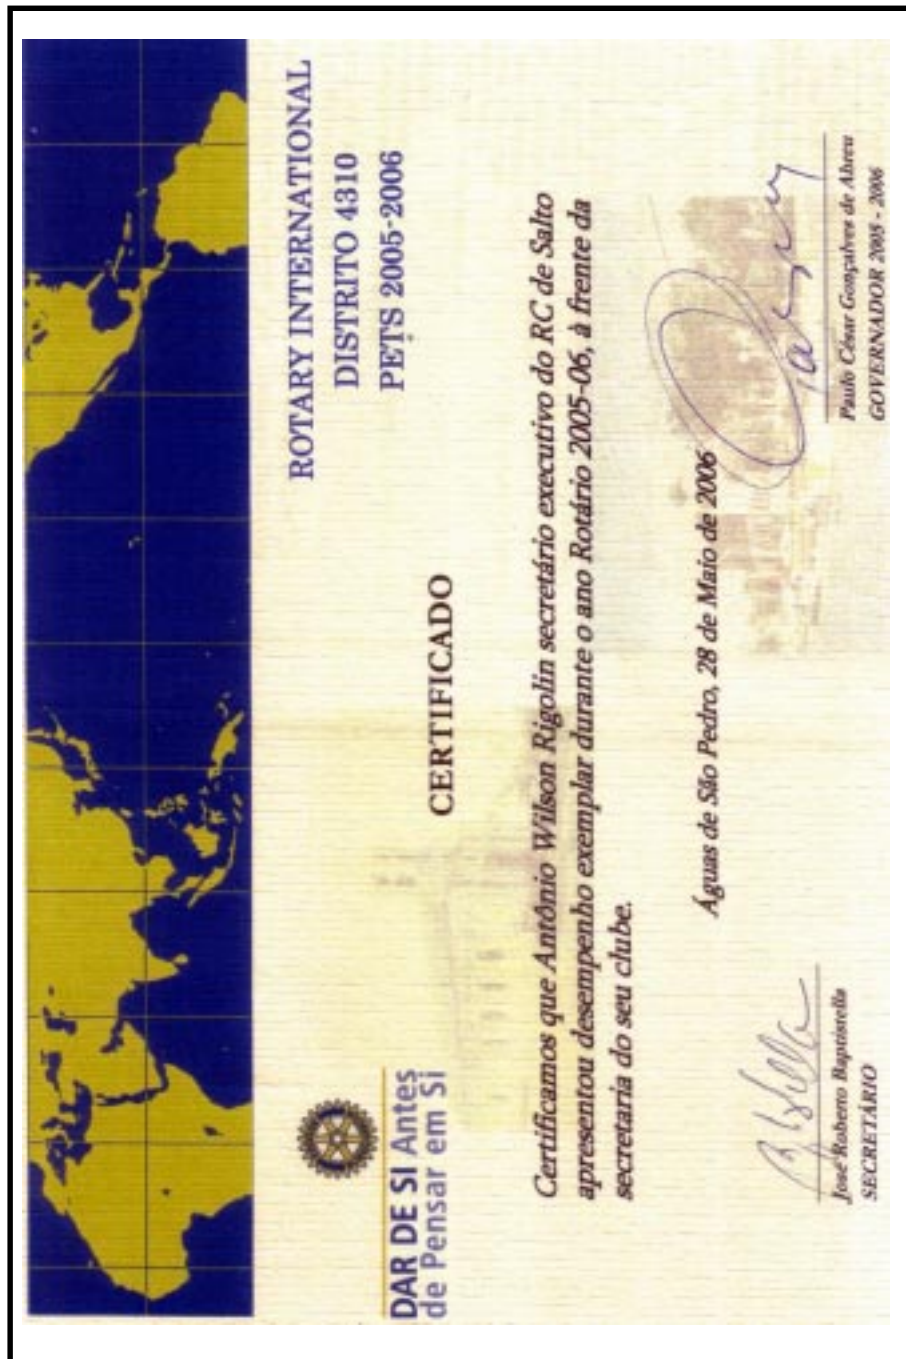 ROTARY INTERNATIONAL
DISTRITO 4310
PETS 2005-2006
DAR DE SI Antes
de Pensar em Si
CERTIFICADO
Certificamos que Antônio Wilson Rigolin secretário executivo do RC de Salto
apresentou desempenho exemplar durante o ano Rotário 2005-06, à frente da
secretaria do seu clube.
Águas de São Pedro, 28 de Maio de 2006
José Roberto Baptistella
SECRETÁRIO
Paulo César Gonçalves de Abreu
GOVERNADOR 2005 - 2006